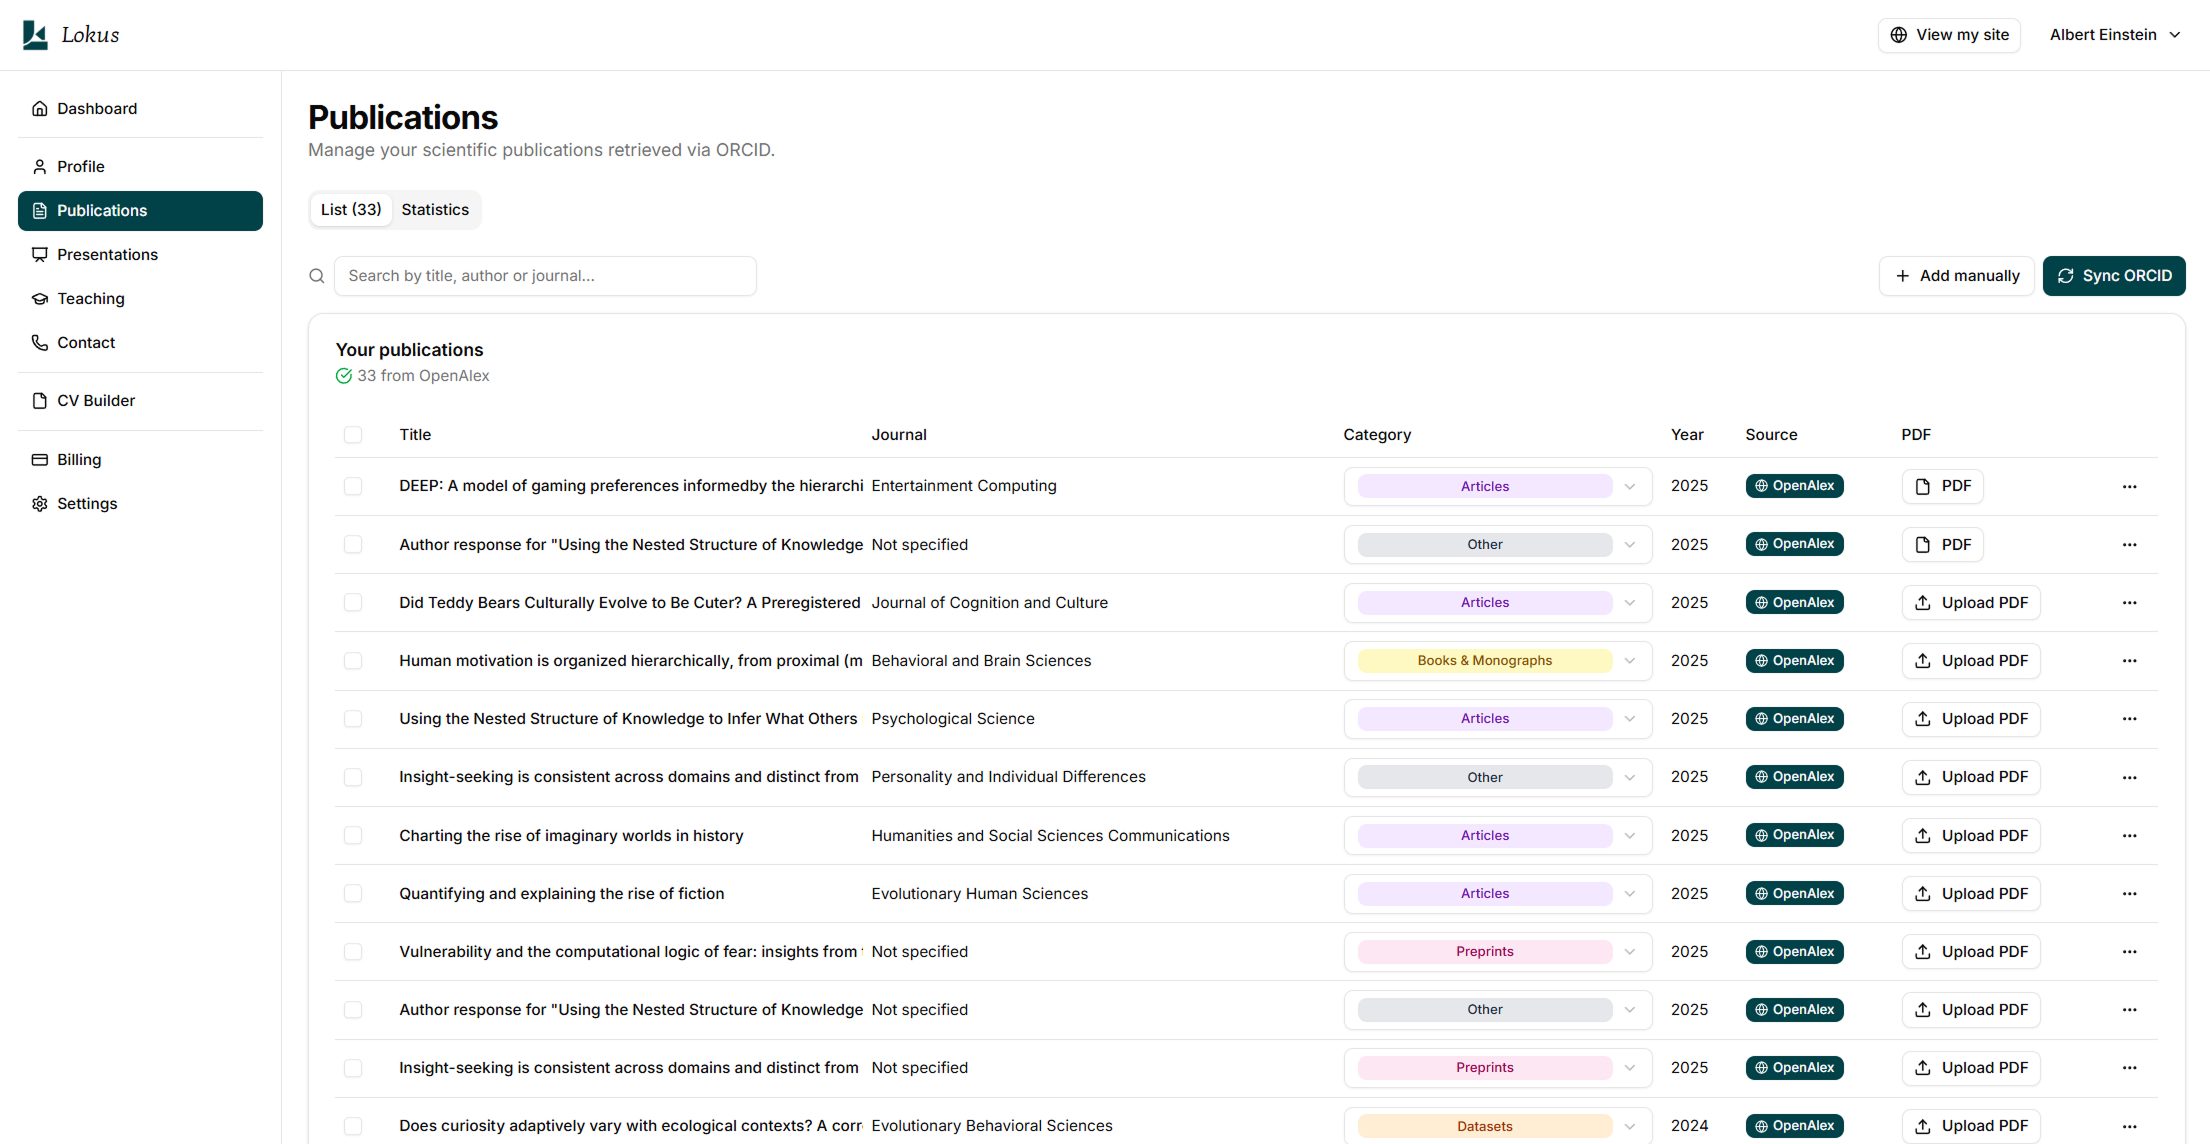 Lokus
View my site
Albert Einstein
Dashboard
Profile
Publications
Presentations
Teaching
Contact
CV Builder
Billing
Settings
Publications
Manage your scientific publications retrieved via ORCID.
List (33) Statistics
Search by title, author or journal...
Add manually
Sync ORCID
Your publications
33 from OpenAlex
Title Journal Category Year Source PDF
DEEP: A model of gaming preferences informedby the hierarchi Entertainment Computing Articles 2025 OpenAlex PDF
Author response for "Using the Nested Structure of Knowledge Not specified Other 2025 OpenAlex PDF
Did Teddy Bears Culturally Evolve to Be Cuter? A Preregistered Journal of Cognition and Culture Articles 2025 OpenAlex Upload PDF
Human motivation is organized hierarchically, from proximal (m Behavioral and Brain Sciences Books & Monographs 2025 OpenAlex Upload PDF
Using the Nested Structure of Knowledge to Infer What Others Psychological Science Articles 2025 OpenAlex Upload PDF
Insight-seeking is consistent across domains and distinct from Personality and Individual Differences Other 2025 OpenAlex Upload PDF
Charting the rise of imaginary worlds in history Humanities and Social Sciences Communications Articles 2025 OpenAlex Upload PDF
Quantifying and explaining the rise of fiction Evolutionary Human Sciences Articles 2025 OpenAlex Upload PDF
Vulnerability and the computational logic of fear: insights from Not specified Preprints 2025 OpenAlex Upload PDF
Author response for "Using the Nested Structure of Knowledge Not specified Other 2025 OpenAlex Upload PDF
Insight-seeking is consistent across domains and distinct from Not specified Preprints 2025 OpenAlex Upload PDF
Does curiosity adaptively vary with ecological contexts? A corr Evolutionary Behavioral Sciences Datasets 2024 OpenAlex Upload PDF